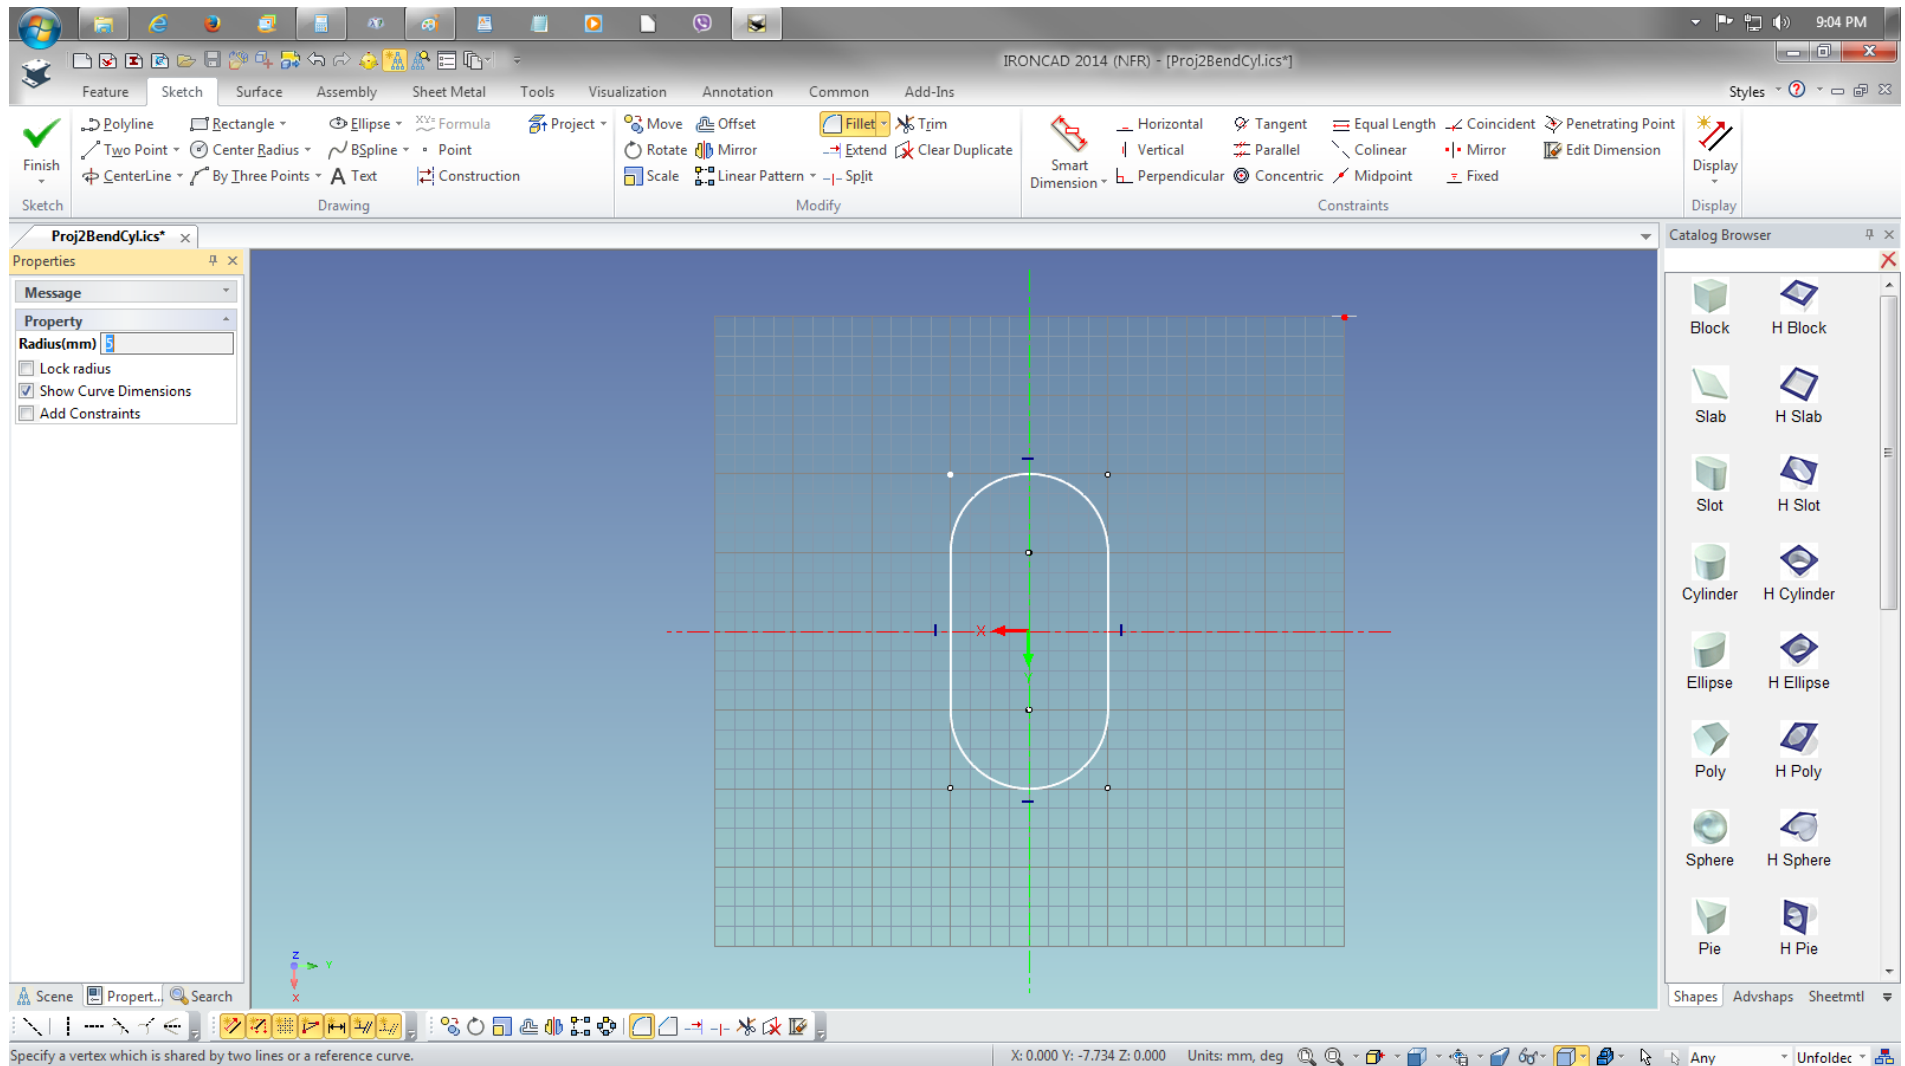 9:04 PM
IRONCAD 2014 (NFR) - [Proj2BendCyl.ics*]
Feature Sketch Surface Assembly Sheet Metal Tools Visualization Annotation Common Add-Ins Styles
Polyline Rectangle Ellipse XY= Formula Project Move Offset Fillet Trim Horizontal Tangent Equal Length Coincident Penetrating Point
Two Point Center Radius BSpline Point Rotate Mirror Extend Clear Duplicate Vertical Parallel Colinear Mirror Edit Dimension
Finish Smart Dimension Display
CenterLine By Three Points Text Construction Scale Linear Pattern Split Perpendicular Concentric Midpoint Fixed
Sketch Drawing Modify Constraints Display
Proj2BendCyl.ics* Catalog Browser
Properties
Message
Property
Radius(mm) 5
Lock radius
Show Curve Dimensions
Add Constraints
X
Y
Z
Y
X
Block H Block
Slab H Slab
Slot H Slot
Cylinder H Cylinder
Ellipse H Ellipse
Poly H Poly
Sphere H Sphere
Pie H Pie
Scene Propert... Search Shapes Advshaps Sheetmtl
Specify a vertex which is shared by two lines or a reference curve. X: 0.000 Y: -7.734 Z: 0.000 Units: mm, deg Any Unfoldec